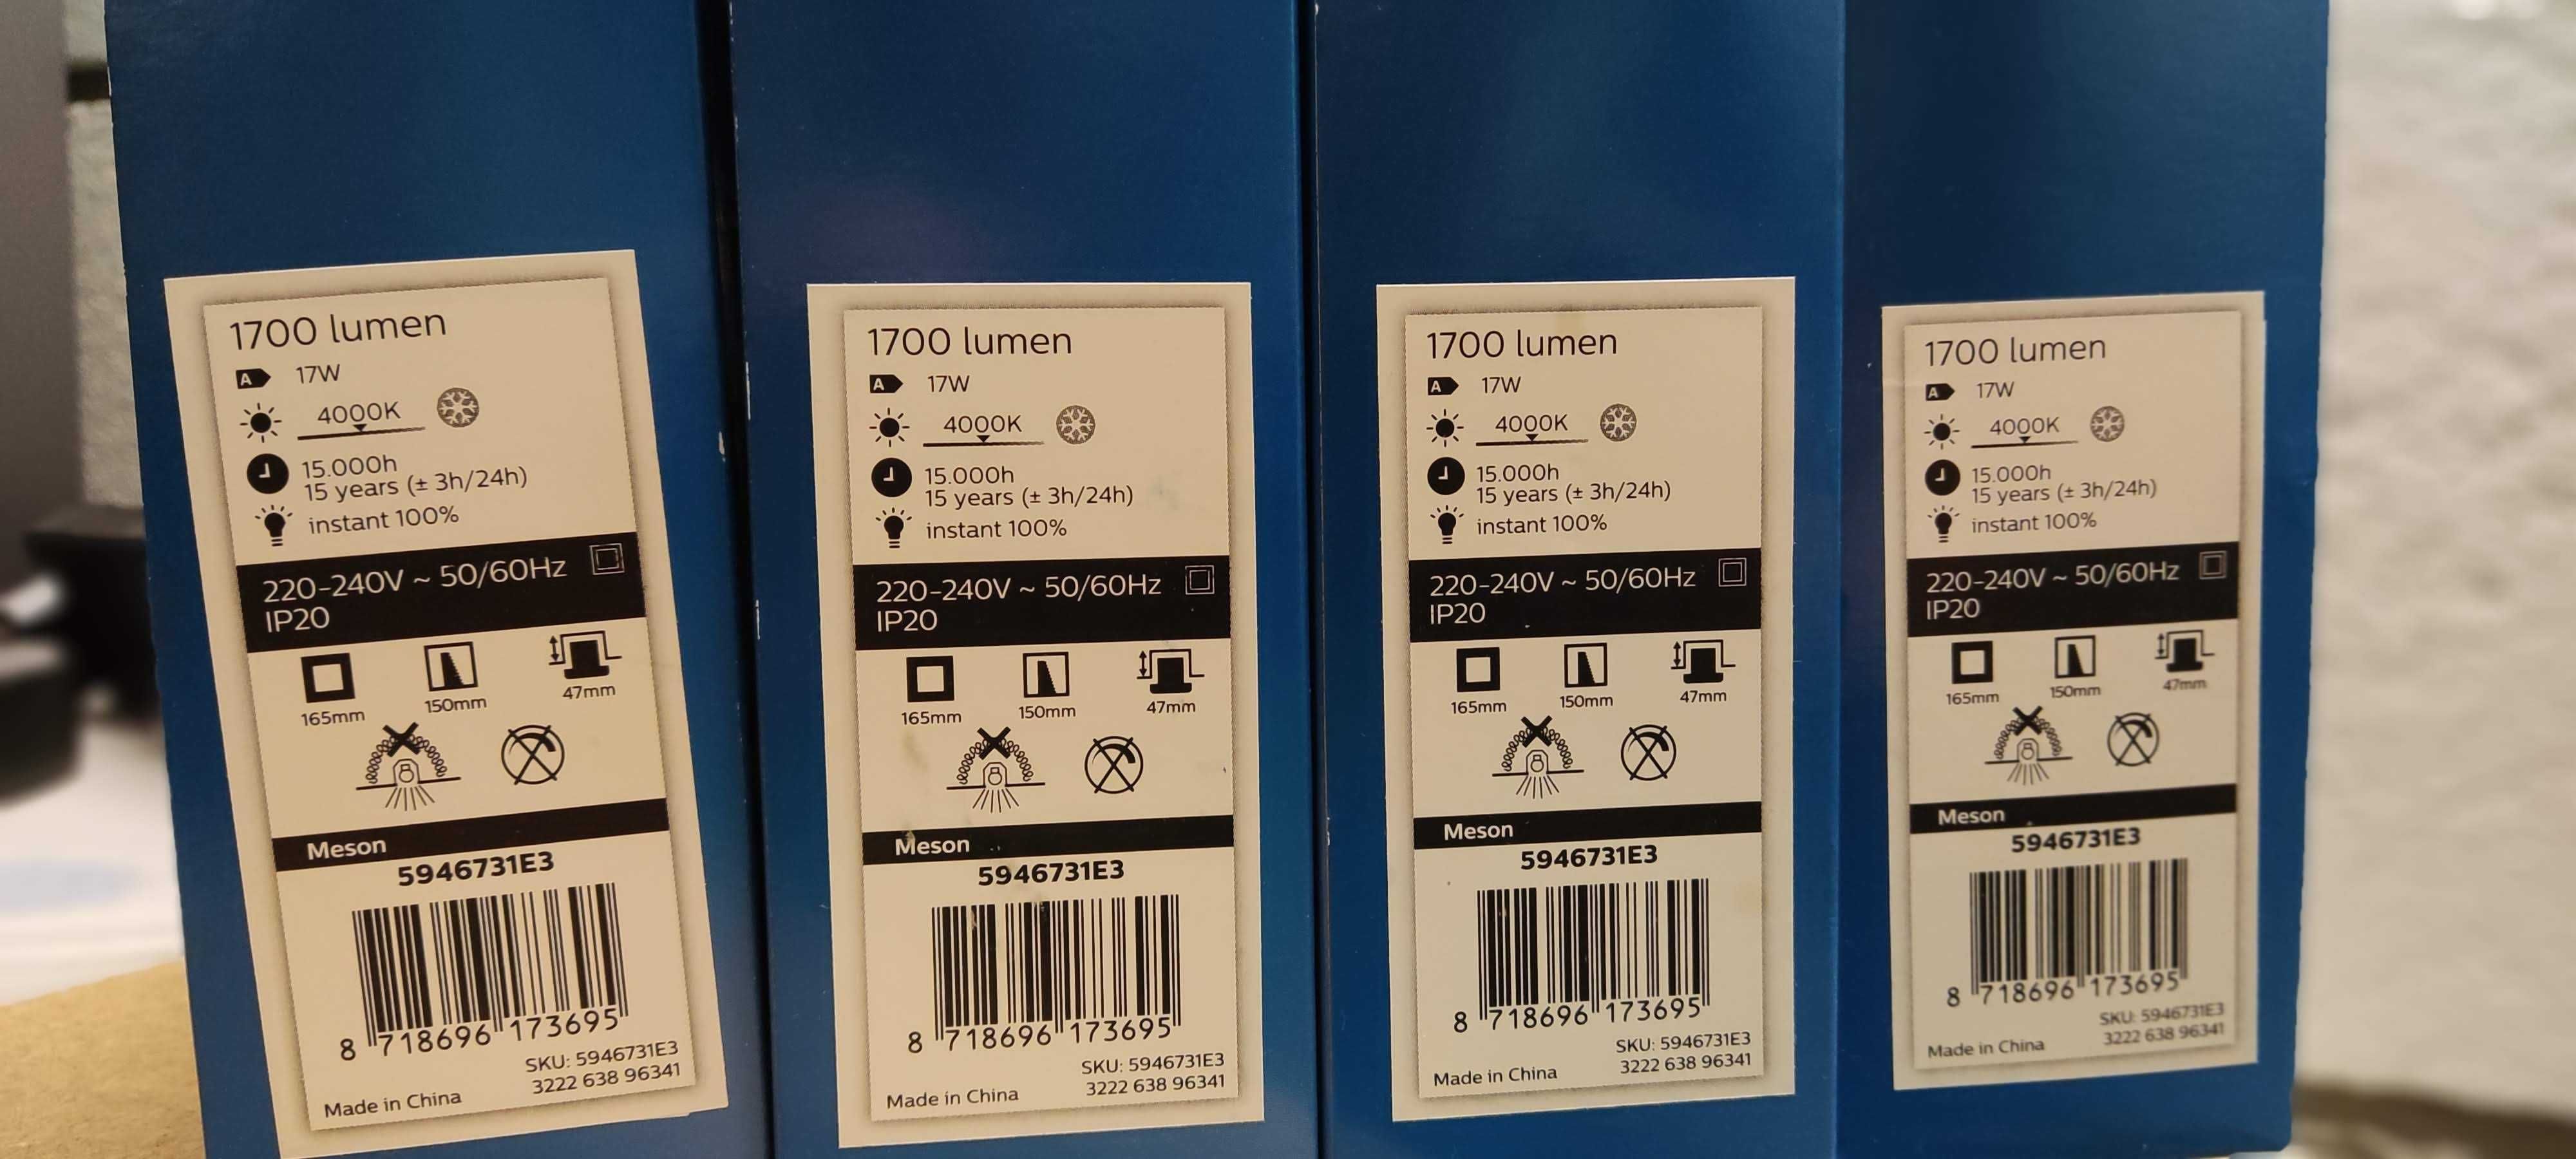 1700 lumen
A 17W
4000K
15.000h
15 years (± 3h/24h)
instant 100%
220-240V ~ 50/60Hz
IP20
165mm 150mm 47mm
Meson
5946731E3
8 718696 173695
SKU: 5946731E3
3222 638 96341
Made in China
1700 lumen
A 17W
4000K
15.000h
15 years (± 3h/24h)
instant 100%
220-240V ~ 50/60Hz
IP20
165mm 150mm 47mm
Meson
5946731E3
8 718696 173695
SKU: 5946731E3
3222 638 96341
Made in China
1700 lumen
A 17W
4000K
15.000h
15 years (± 3h/24h)
instant 100%
220-240V ~ 50/60Hz
IP20
165mm 150mm 47mm
Meson
5946731E3
8 718696 173695
SKU: 5946731E3
3222 638 96341
Made in China
1700 lumen
A 17W
4000K
15.000h
15 years (± 3h/24h)
instant 100%
220-240V ~ 50/60Hz
IP20
165mm 150mm 47mm
Meson
5946731E3
8 718696 173695
SKU: 5946731E3
3222 638 96341
Made in China